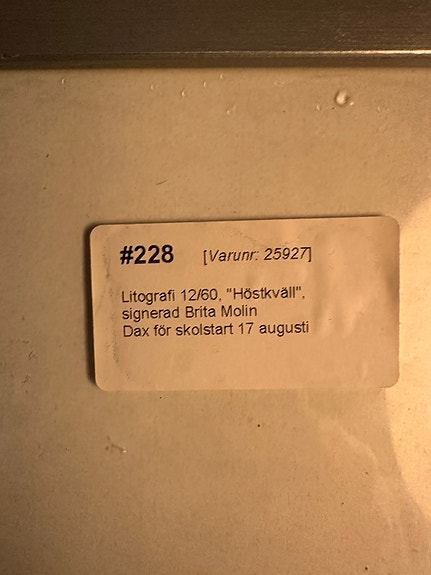 #228 [Varunr: 25927]
Litografi 12/60, "Höstkväll",
signerad Brita Molin
Dax för skolstart 17 augusti